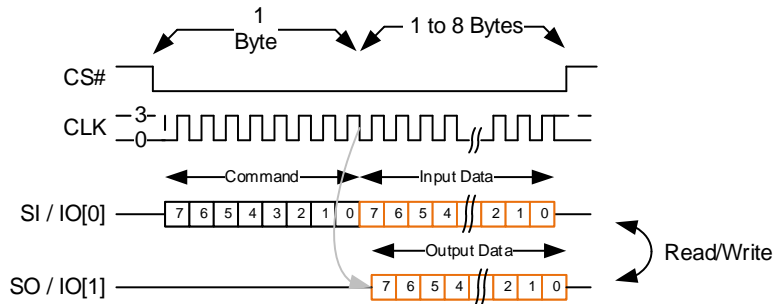 1
Byte
1 to 8 Bytes
CS#
CLK
3
0
Command
Input Data
SI / IO[0]
7 6 5 4 3 2 1 0 7 6 5 4 2 1 0
Output Data
Read/Write
SO / IO[1]
7 6 5 4 2 1 0